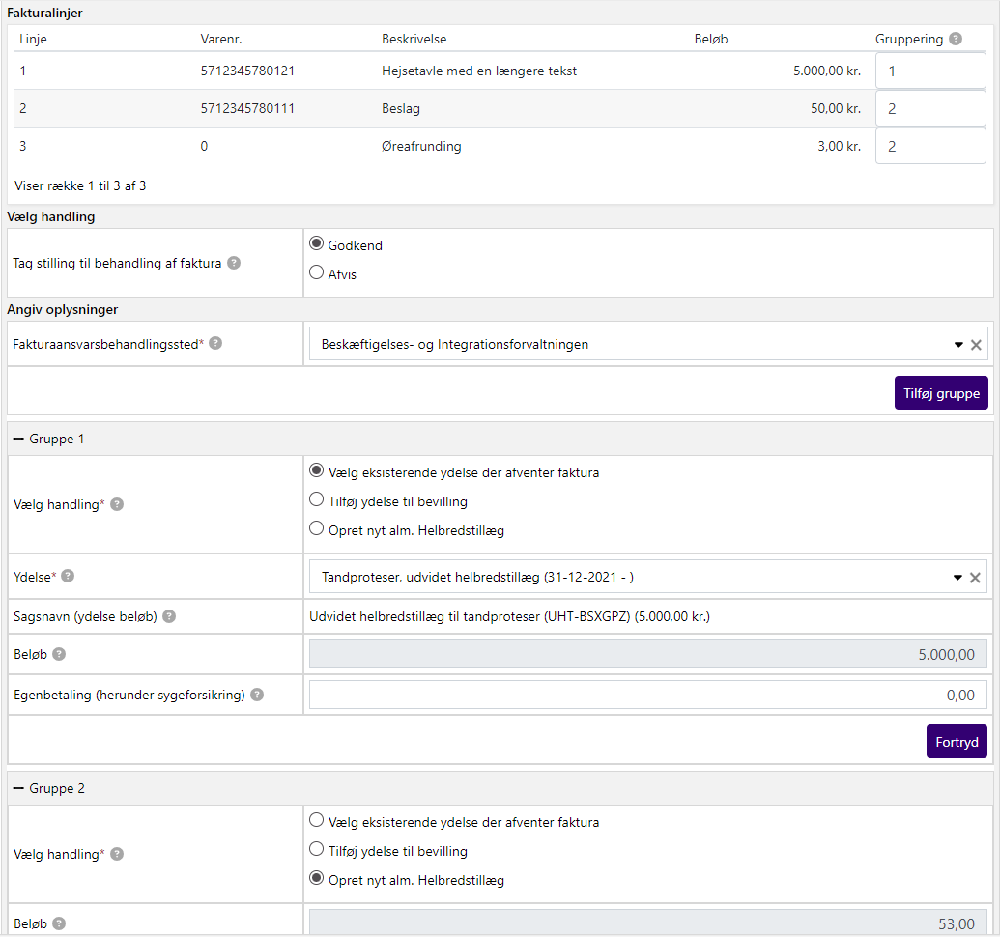 Fakturalinjer
Linje Varenr. Beskrivelse Beløb Gruppering ?
1 5712345780121 Hejsetavle med en længere tekst 5.000,00 kr. 1
2 5712345780111 Beslag 50,00 kr. 2
3 0 Øreafrunding 3,00 kr. 2
Viser række 1 til 3 af 3
Vælg handling
Tag stilling til behandling af faktura ?
Godkend
Afvis
Angiv oplysninger
Fakturaansvarsbehandlingssted* ? Beskæftigelses- og Integrationsforvaltningen
Tilføj gruppe
Gruppe 1
Vælg handling* ?
Vælg eksisterende ydelse der afventer faktura
Tilføj ydelse til bevilling
Opret nyt alm. Helbredstillæg
Ydelse* ? Tandproteser, udvidet helbredstillæg (31-12-2021 - )
Sagsnavn (ydelse beløb) ? Udvidet helbredstillæg til tandproteser (UHT-BSXGPZ) (5.000,00 kr.)
Beløb ? 5.000,00
Egenbetaling (herunder sygeforsikring) ? 0,00
Fortryd
Gruppe 2
Vælg handling* ?
Vælg eksisterende ydelse der afventer faktura
Tilføj ydelse til bevilling
Opret nyt alm. Helbredstillæg
Beløb ? 53,00